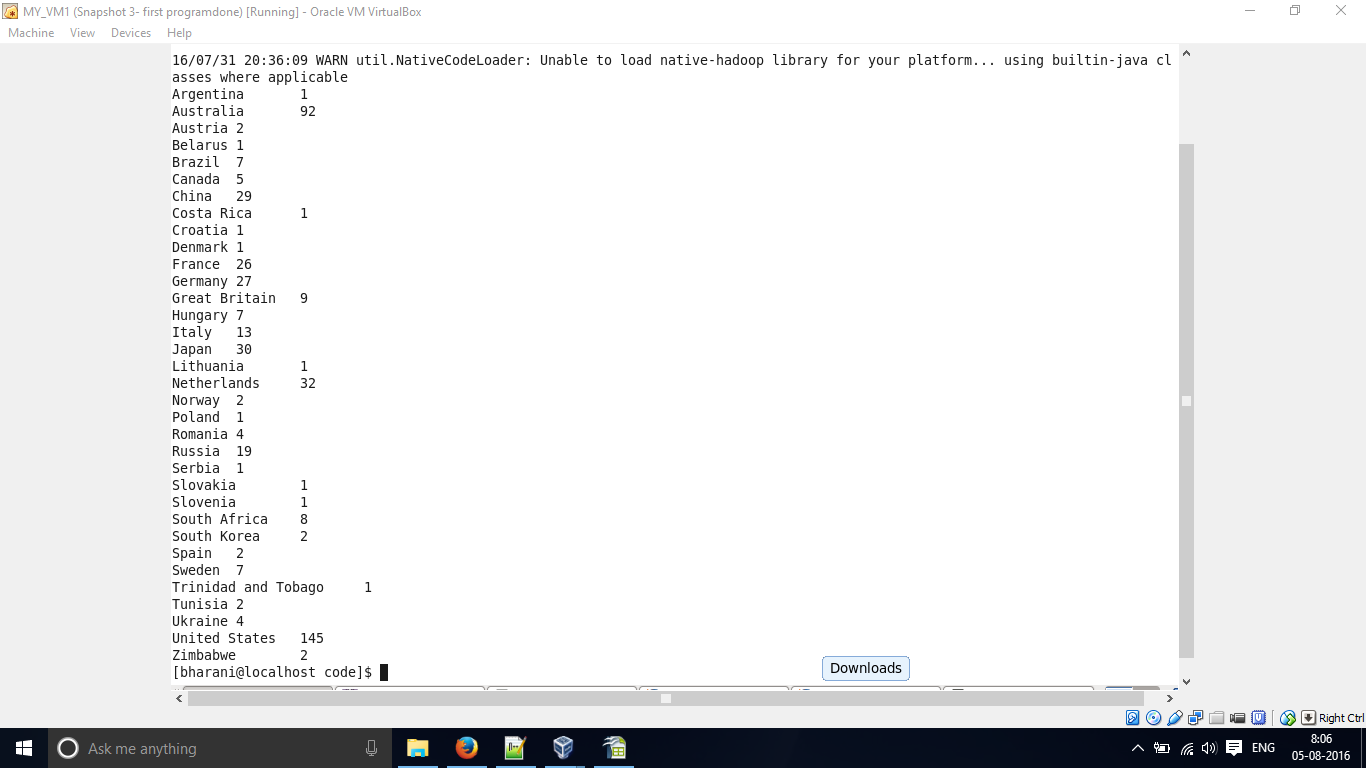 MY_VM1 (Snapshot 3- first programdone) [Running] - Oracle VM VirtualBox
Machine View Devices Help
16/07/31 20:36:09 WARN util.NativeCodeLoader: Unable to load native-hadoop library for your platform... using builtin-java cl
asses where applicable
Argentina 1
Australia 92
Austria 2
Belarus 1
Brazil 7
Canada 5
China 29
Costa Rica 1
Croatia 1
Denmark 1
France 26
Germany 27
Great Britain 9
Hungary 7
Italy 13
Japan 30
Lithuania 1
Netherlands 32
Norway 2
Poland 1
Romania 4
Russia 19
Serbia 1
Slovakia 1
Slovenia 1
South Africa 8
South Korea 2
Spain 2
Sweden 7
Trinidad and Tobago 1
Tunisia 2
Ukraine 4
United States 145
Zimbabwe 2
[bharani@localhost code]$
Downloads
Right Ctrl
Ask me anything
ENG
8:06
05-08-2016